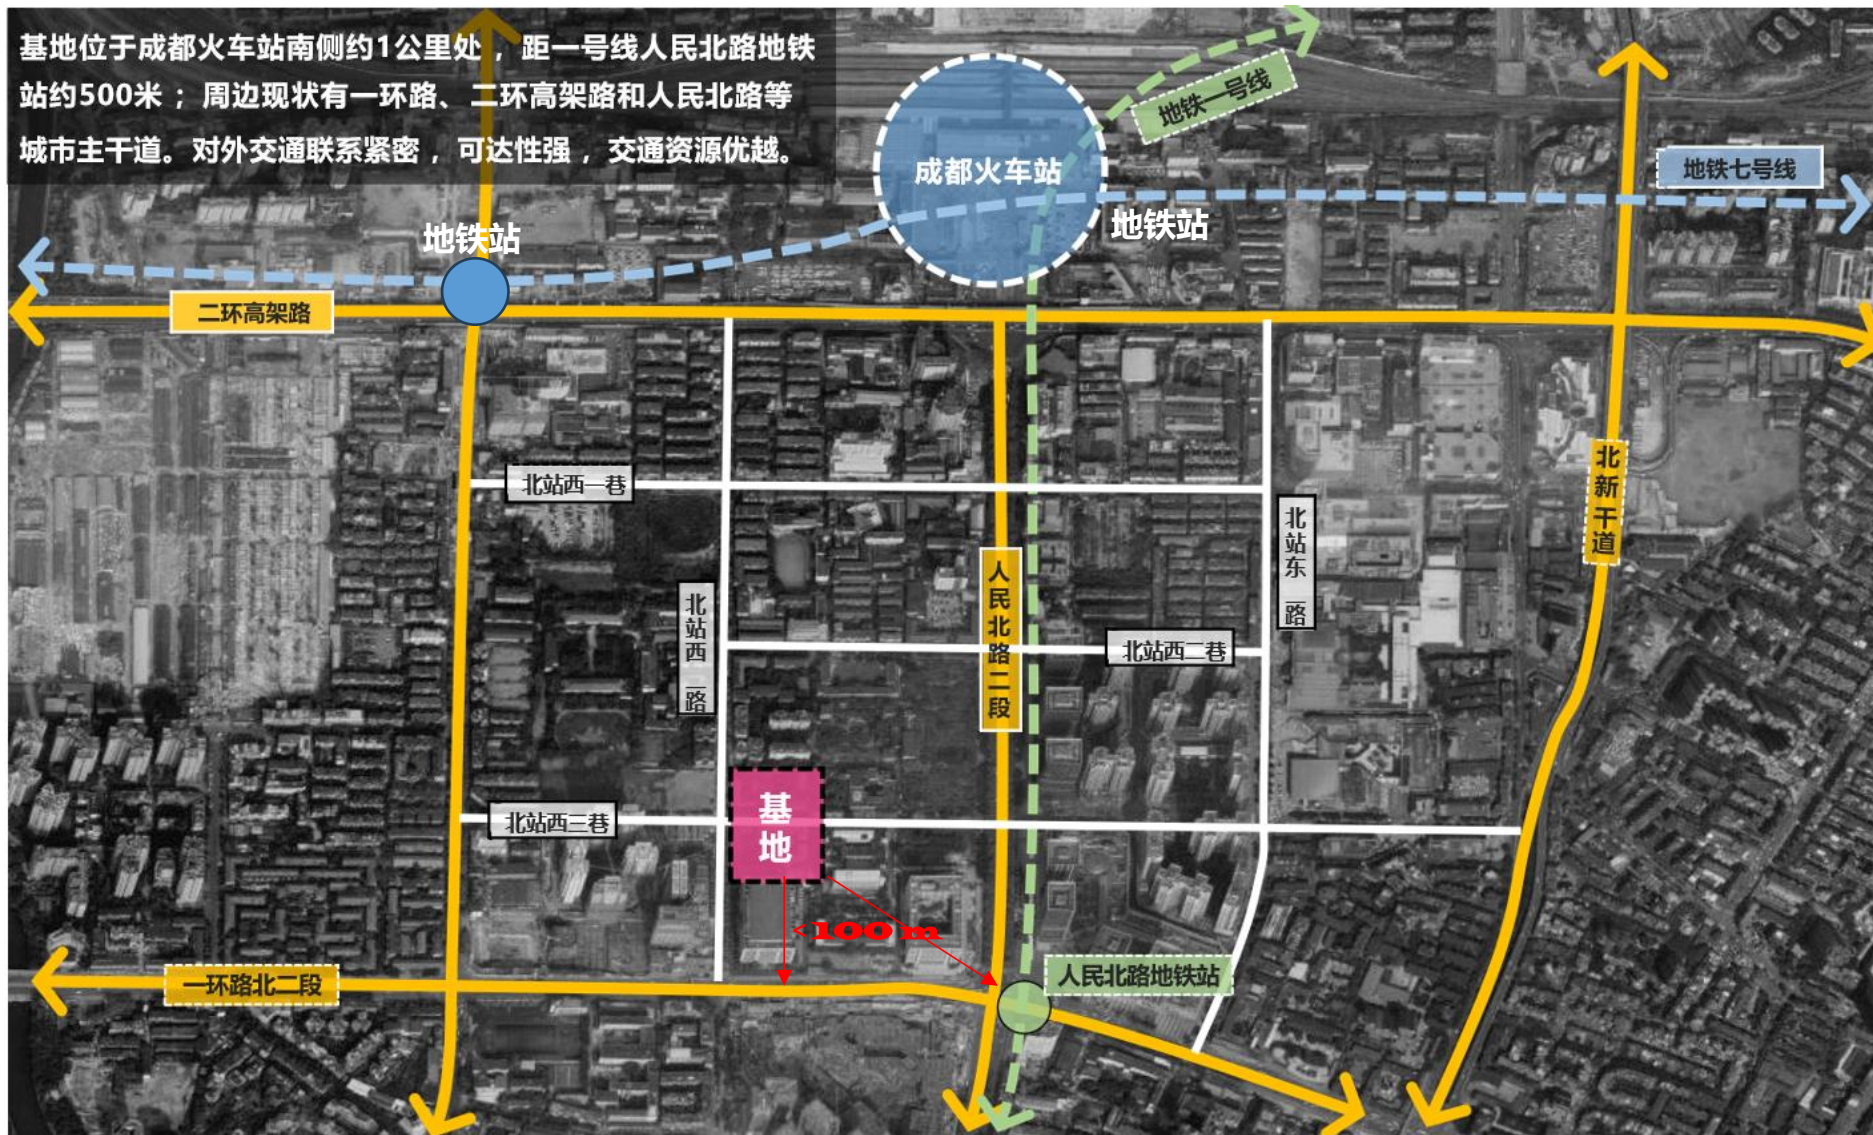 基地位于成都火车站南侧约1公里处，距一号线人民北路地铁
站约500米；周边现状有一环路、二环高架路和人民北路等
城市主干道。对外交通联系紧密，可达性强，交通资源优越。
地铁一号线
成都火车站
地铁七号线
地铁站
地铁站
二环高架路
北站西一巷
北新干道
北站东一路
人民北路二段
北站西一路
北站西二巷
基地
北站西三巷
<100 m
人民北路地铁站
一环路北二段